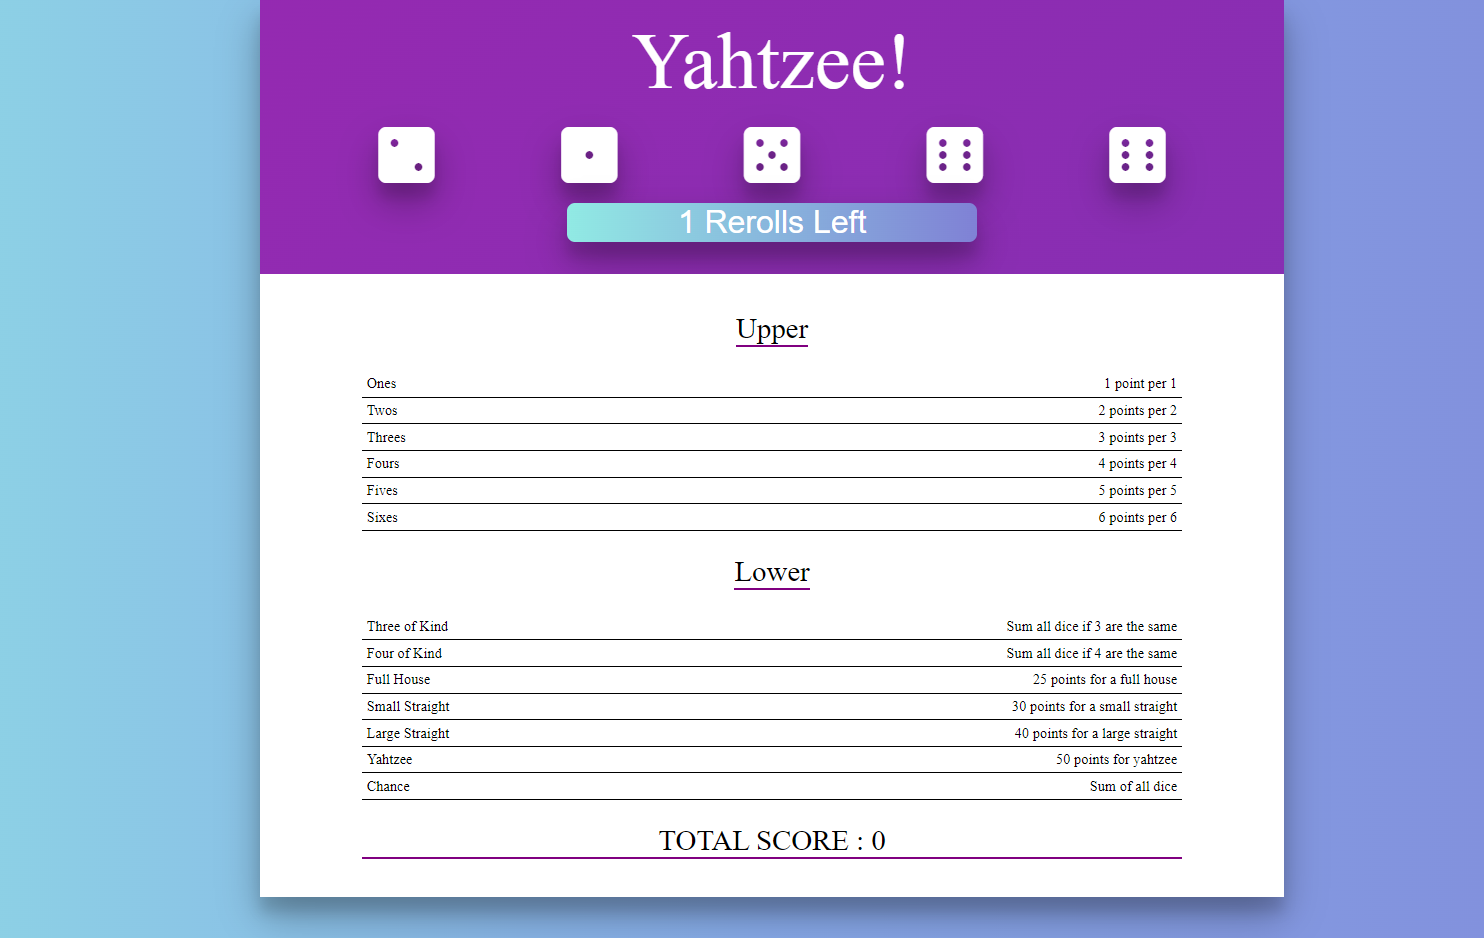 Yahtzee!
1 Rerolls Left
Upper
Ones 1 point per 1
Twos 2 points per 2
Threes 3 points per 3
Fours 4 points per 4
Fives 5 points per 5
Sixes 6 points per 6
Lower
Three of Kind Sum all dice if 3 are the same
Four of Kind Sum all dice if 4 are the same
Full House 25 points for a full house
Small Straight 30 points for a small straight
Large Straight 40 points for a large straight
Yahtzee 50 points for yahtzee
Chance Sum of all dice
TOTAL SCORE : 0